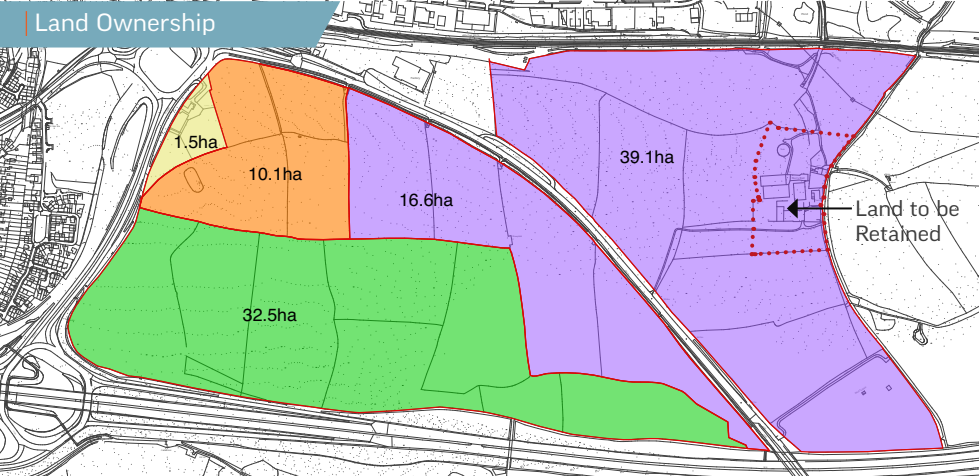 Land Ownership
1.5ha
10.1ha
16.6ha
39.1ha
Land to be
Retained
32.5ha